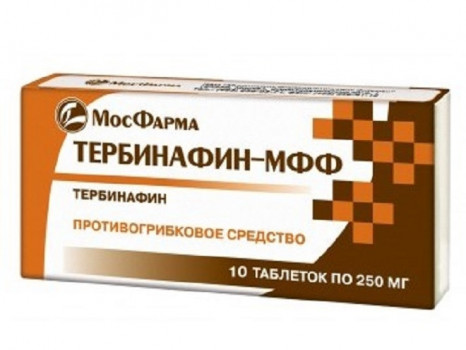 МосФарма
ТЕРБИНАФИН-МФФ
ТЕРБИНАФИН
ПРОТИВОГРИБКОВОЕ СРЕДСТВО
10 ТАБЛЕТОК ПО 250 МГ